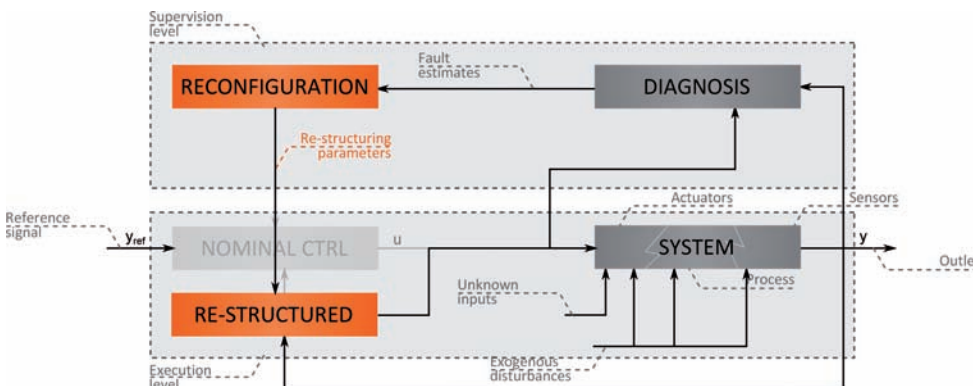 Supervision
level
Fault
estimates
RECONFIGURATION
DIAGNOSIS
Re-structuring
parameters
Actuators
Sensors
Reference
signal
yref
NOMINAL CTRL
u
SYSTEM
y
Outle
Process
Unknown
inputs
RE-STRUCTURED
Exogenous
disturbances
Execution
level